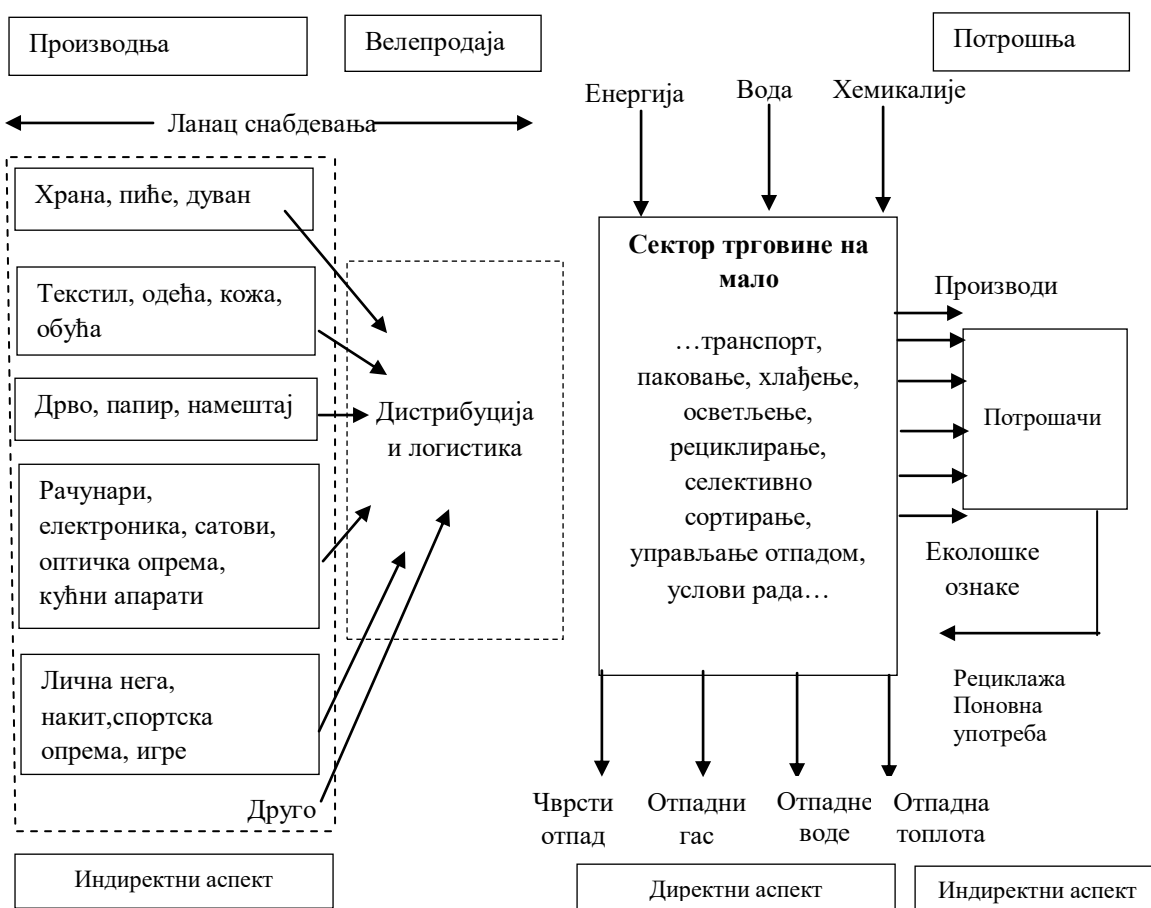 Производња
Велепродаја
Потрошња
Енергија
Вода
Хемикалије
Ланац снабдевања
Храна, пиће, дуван
Текстил, одећа, кожа,
обућа
Дрво, папир, намештај
Рачунари,
електроника, сатови,
оптичка опрема,
кућни апарати
Лична нега,
накит,спортска
опрема, игре
Друго
Дистрибуција
и логистика
Сектор трговине на
мало
…транспорт,
паковање, хлађење,
осветљење,
рециклирање,
селективно
сортирање,
управљање отпадом,
услови рада…
Производи
Потрошачи
Еколошке
ознаке
Рециклажа
Поновна
употреба
Чврсти
отпад
Отпадни
гас
Отпадне
воде
Отпадна
топлота
Индиректни аспект
Директни аспект
Индиректни аспект